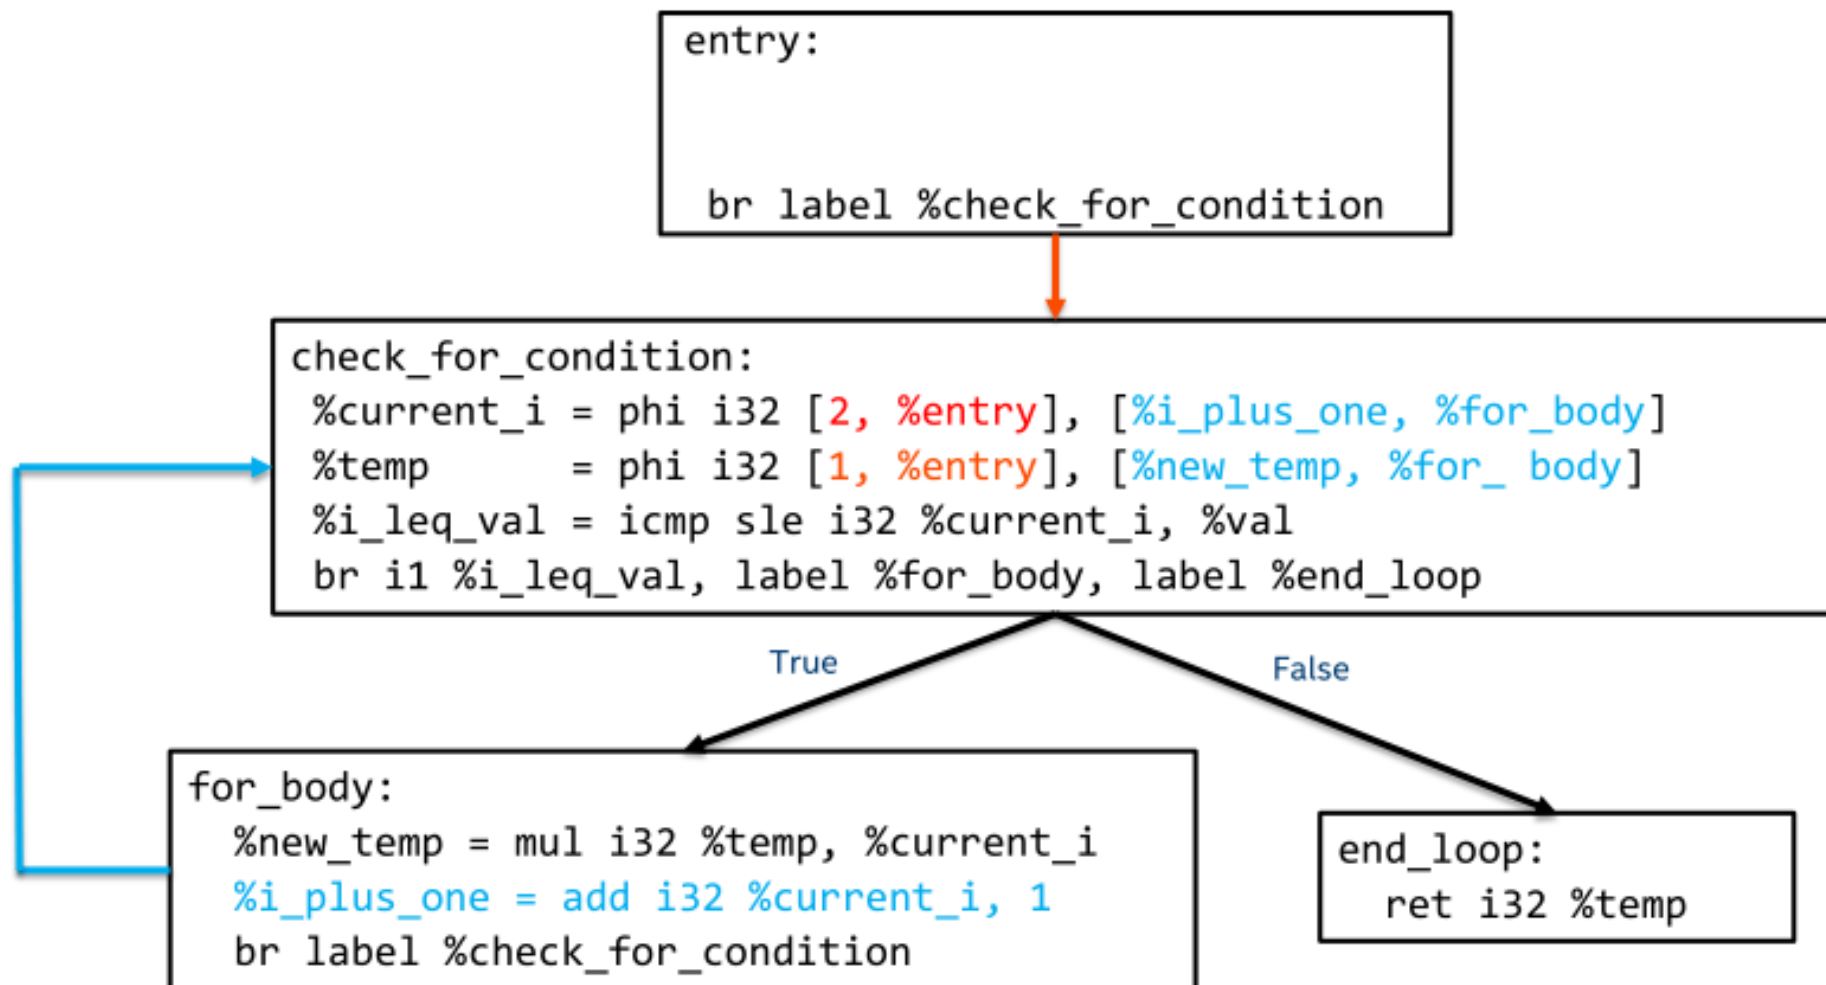 entry:
br label %check_for_condition
check_for_condition:
%current_i = phi i32 [2, %entry], [%i_plus_one, %for_body]
%temp = phi i32 [1, %entry], [%new_temp, %for_ body]
%i_leq_val = icmp sle i32 %current_i, %val
br i1 %i_leq_val, label %for_body, label %end_loop
True
False
for_body:
%new_temp = mul i32 %temp, %current_i
%i_plus_one = add i32 %current_i, 1
br label %check_for_condition
end_loop:
ret i32 %temp